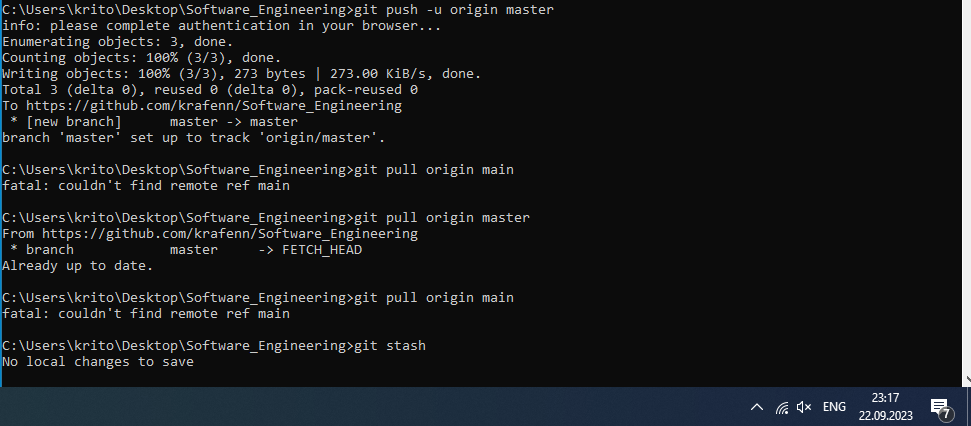 C:\Users\krito\Desktop\Software_Engineering>git push -u origin master
info: please complete authentication in your browser...
Enumerating objects: 3, done.
Counting objects: 100% (3/3), done.
Writing objects: 100% (3/3), 273 bytes | 273.00 KiB/s, done.
Total 3 (delta 0), reused 0 (delta 0), pack-reused 0
To https://github.com/krafenn/Software_Engineering
 * [new branch]      master -> master
branch 'master' set up to track 'origin/master'.
C:\Users\krito\Desktop\Software_Engineering>git pull origin main
fatal: couldn't find remote ref main
C:\Users\krito\Desktop\Software_Engineering>git pull origin master
From https://github.com/krafenn/Software_Engineering
 * branch            master     -> FETCH_HEAD
Already up to date.
C:\Users\krito\Desktop\Software_Engineering>git pull origin main
fatal: couldn't find remote ref main
C:\Users\krito\Desktop\Software_Engineering>git stash
No local changes to save
ENG
23:17
22.09.2023
7